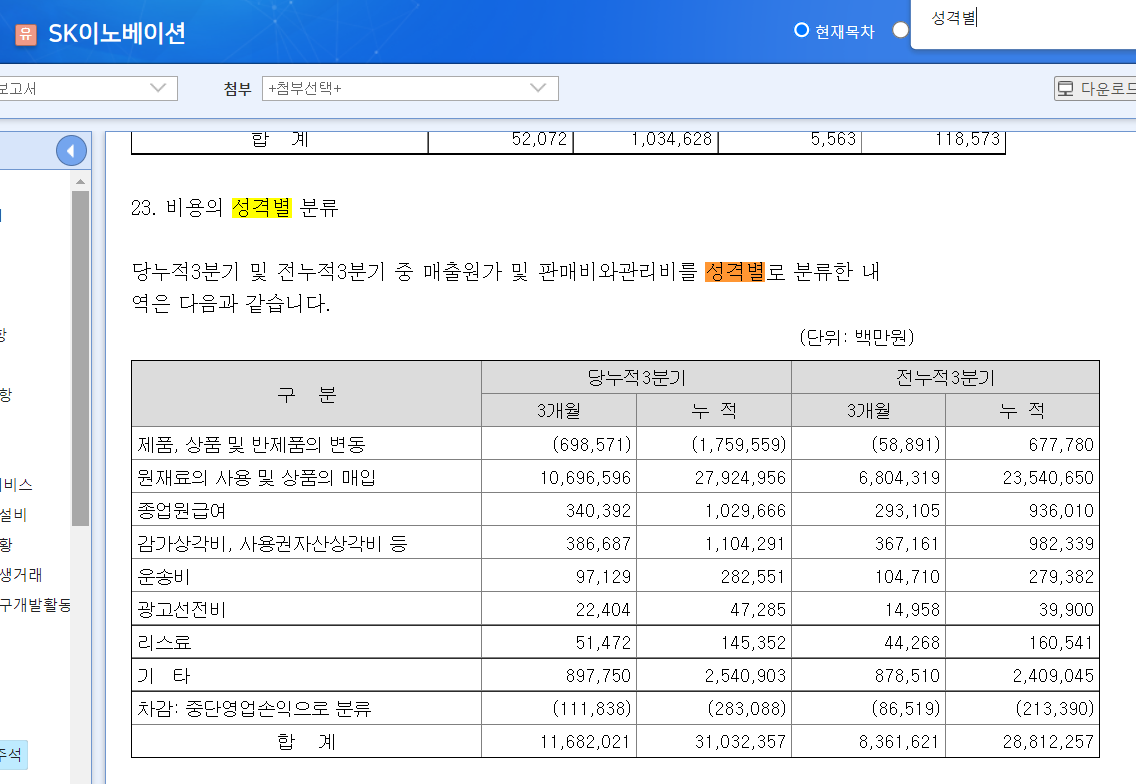 유 SK이노베이션
현재목차
성격별
보고서
첨부 +첨부선택+
다운로드
합 계 52,072 1,034,628 5,563 118,573
23. 비용의 성격별 분류
당누적3분기 및 전누적3분기 중 매출원가 및 판매비와관리비를 성격별로 분류한 내
역은 다음과 같습니다.
(단위: 백만원)
구 분 당누적3분기 전누적3분기
3개월 누 적 3개월 누 적
제품, 상품 및 반제품의 변동 (698,571) (1,759,559) (58,891) 677,780
원재료의 사용 및 상품의 매입 10,696,596 27,924,956 6,804,319 23,540,650
종업원급여 340,392 1,029,666 293,105 936,010
감가상각비, 사용권자산상각비 등 386,687 1,104,291 367,161 982,339
운송비 97,129 282,551 104,710 279,382
광고선전비 22,404 47,285 14,958 39,900
리스료 51,472 145,352 44,268 160,541
기 타 897,750 2,540,903 878,510 2,409,045
차감: 중단영업손익으로 분류 (111,838) (283,088) (86,519) (213,390)
합 계 11,682,021 31,032,357 8,361,621 28,812,257
항
항
비스
설비
황
생거래
구개발활동
주석